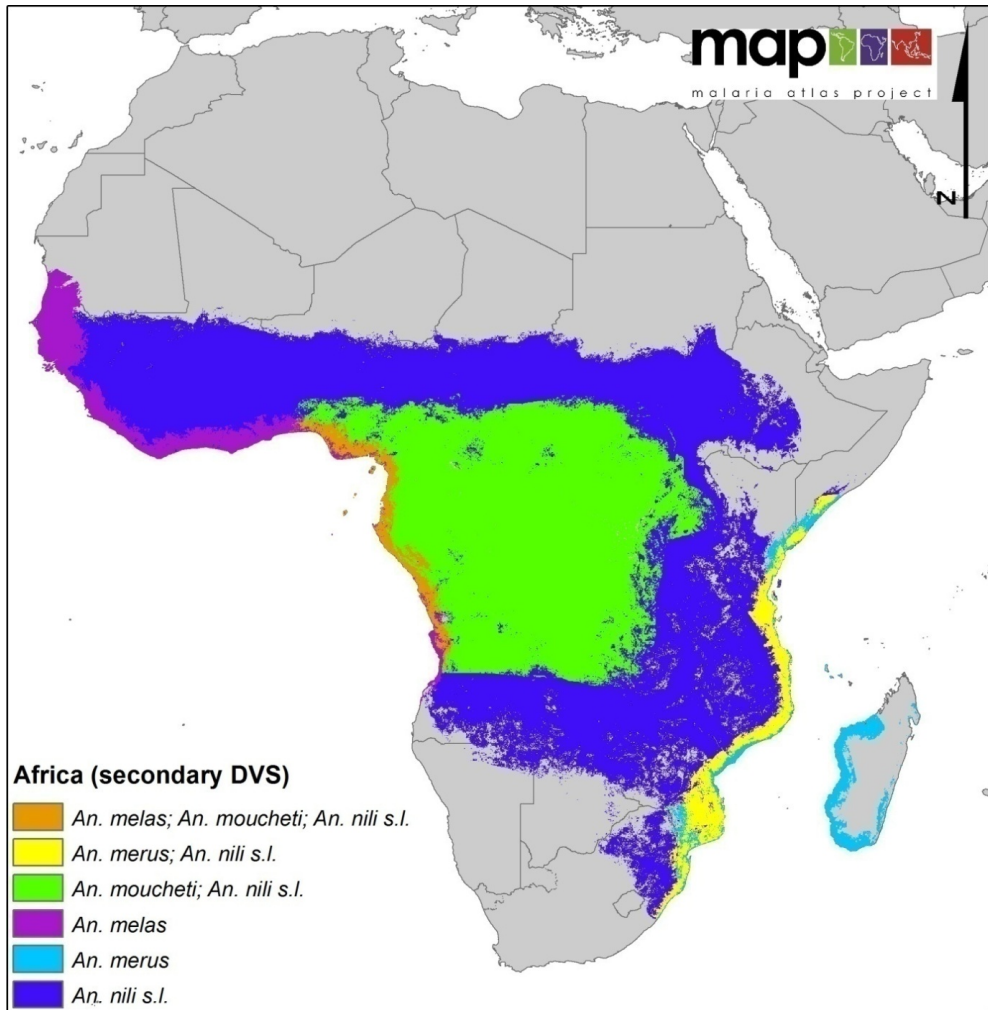 map
malaria atlas project
N
Africa (secondary DVS)
An. melas; An. moucheti; An. nili s.l.
An. merus; An. nili s.l.
An. moucheti; An. nili s.l.
An. melas
An. merus
An. nili s.l.